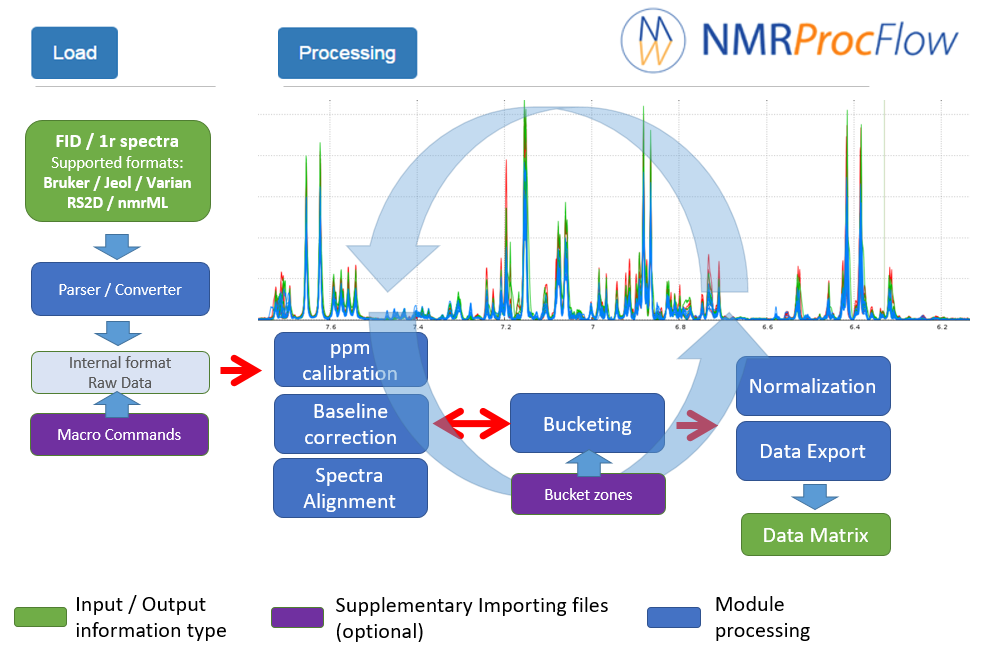 Load
Processing
NMRProcFlow
FID / 1r spectra
Supported formats:
Bruker / Jeol / Varian
RS2D / nmrML
Parser / Converter
Internal format
Raw Data
Macro Commands
7.6
7.4
7.2
7
6.8
6.6
6.4
6.2
ppm
calibration
Baseline
correction
Spectra
Alignment
Bucketing
Bucket zones
Normalization
Data Export
Data Matrix
Input / Output
information type
Supplementary Importing files
(optional)
Module
processing